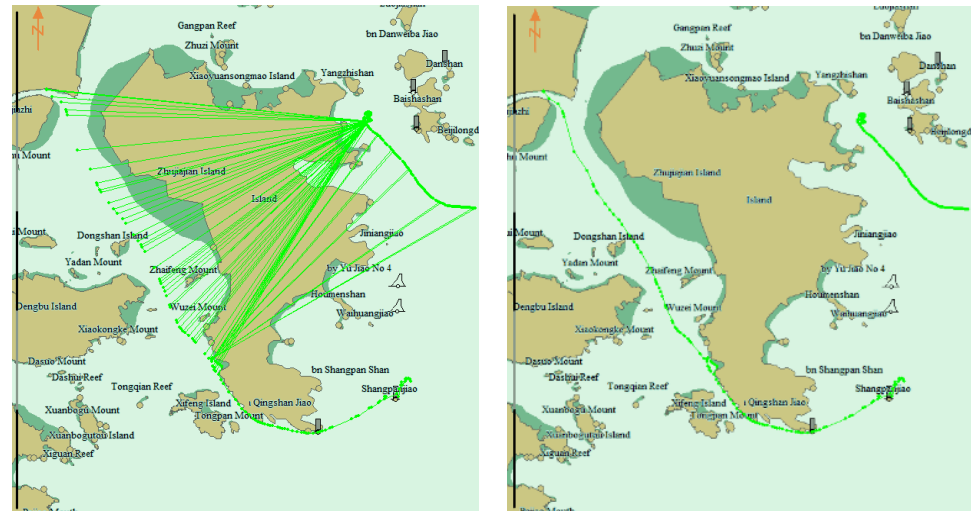 Gangpan Reef
bn Danweiba Jiao
Zhuzi Mount
Danshan
Xiaoyuansongmao Island
Yangzhishan
Baishashan
Beijilongd
Zhujiajian Island
Island
Dongshan Island
Jiniangjiao
Yadan Mount
Zhaifeng Mount
by Yu Jiao No 4
Dengbu Island
Wuzei Mount
Houmenshan
Waihuangjiao
Xiaokongke Mount
Dasuo Mount
bn Shangpan Shan
Dashui Reef
Tongqian Reef
Shangpanjiao
Xuanbogu Mount
Xifeng Island
ı Qingshan Jiao
Tongpan Mount
Xuanbogutou Island
Xiguan Reef
Gangpan Reef
bn Danweiba Jiao
Zhuzi Mount
Danshan
Xiaoyuansongmao Island
Yangzhishan
Baishashan
Beijilongd
Zhujiajian Island
Island
Dongshan Island
Jiniangjiao
Yadan Mount
Zhaifeng Mount
by Yu Jiao No 4
Dengbu Island
Wuzei Mount
Houmenshan
Waihuangjiao
Xiaokongke Mount
Dasuo Mount
bn Shangpan Shan
Dashui Reef
Tongqian Reef
Shangpanjiao
Xuanbogu Mount
Xifeng Island
ı Qingshan Jiao
Tongpan Mount
Xuanbogutou Island
Xiguan Reef